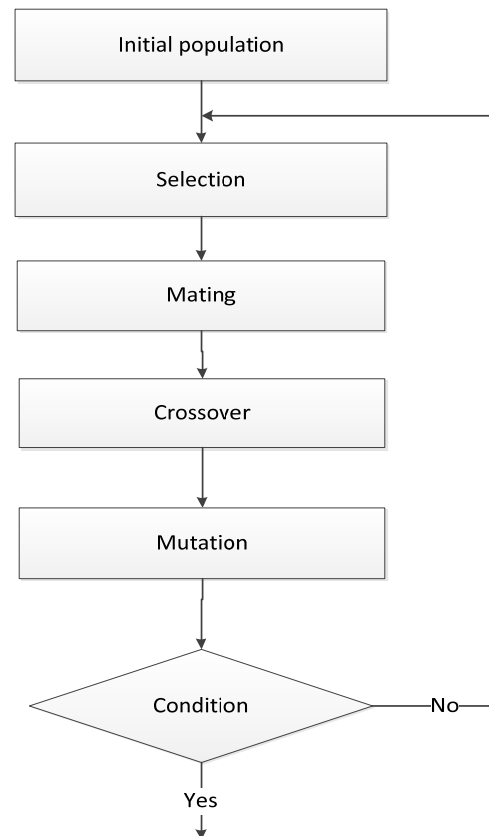 Initial population
Selection
Mating
Crossover
Mutation
Condition
No
Yes